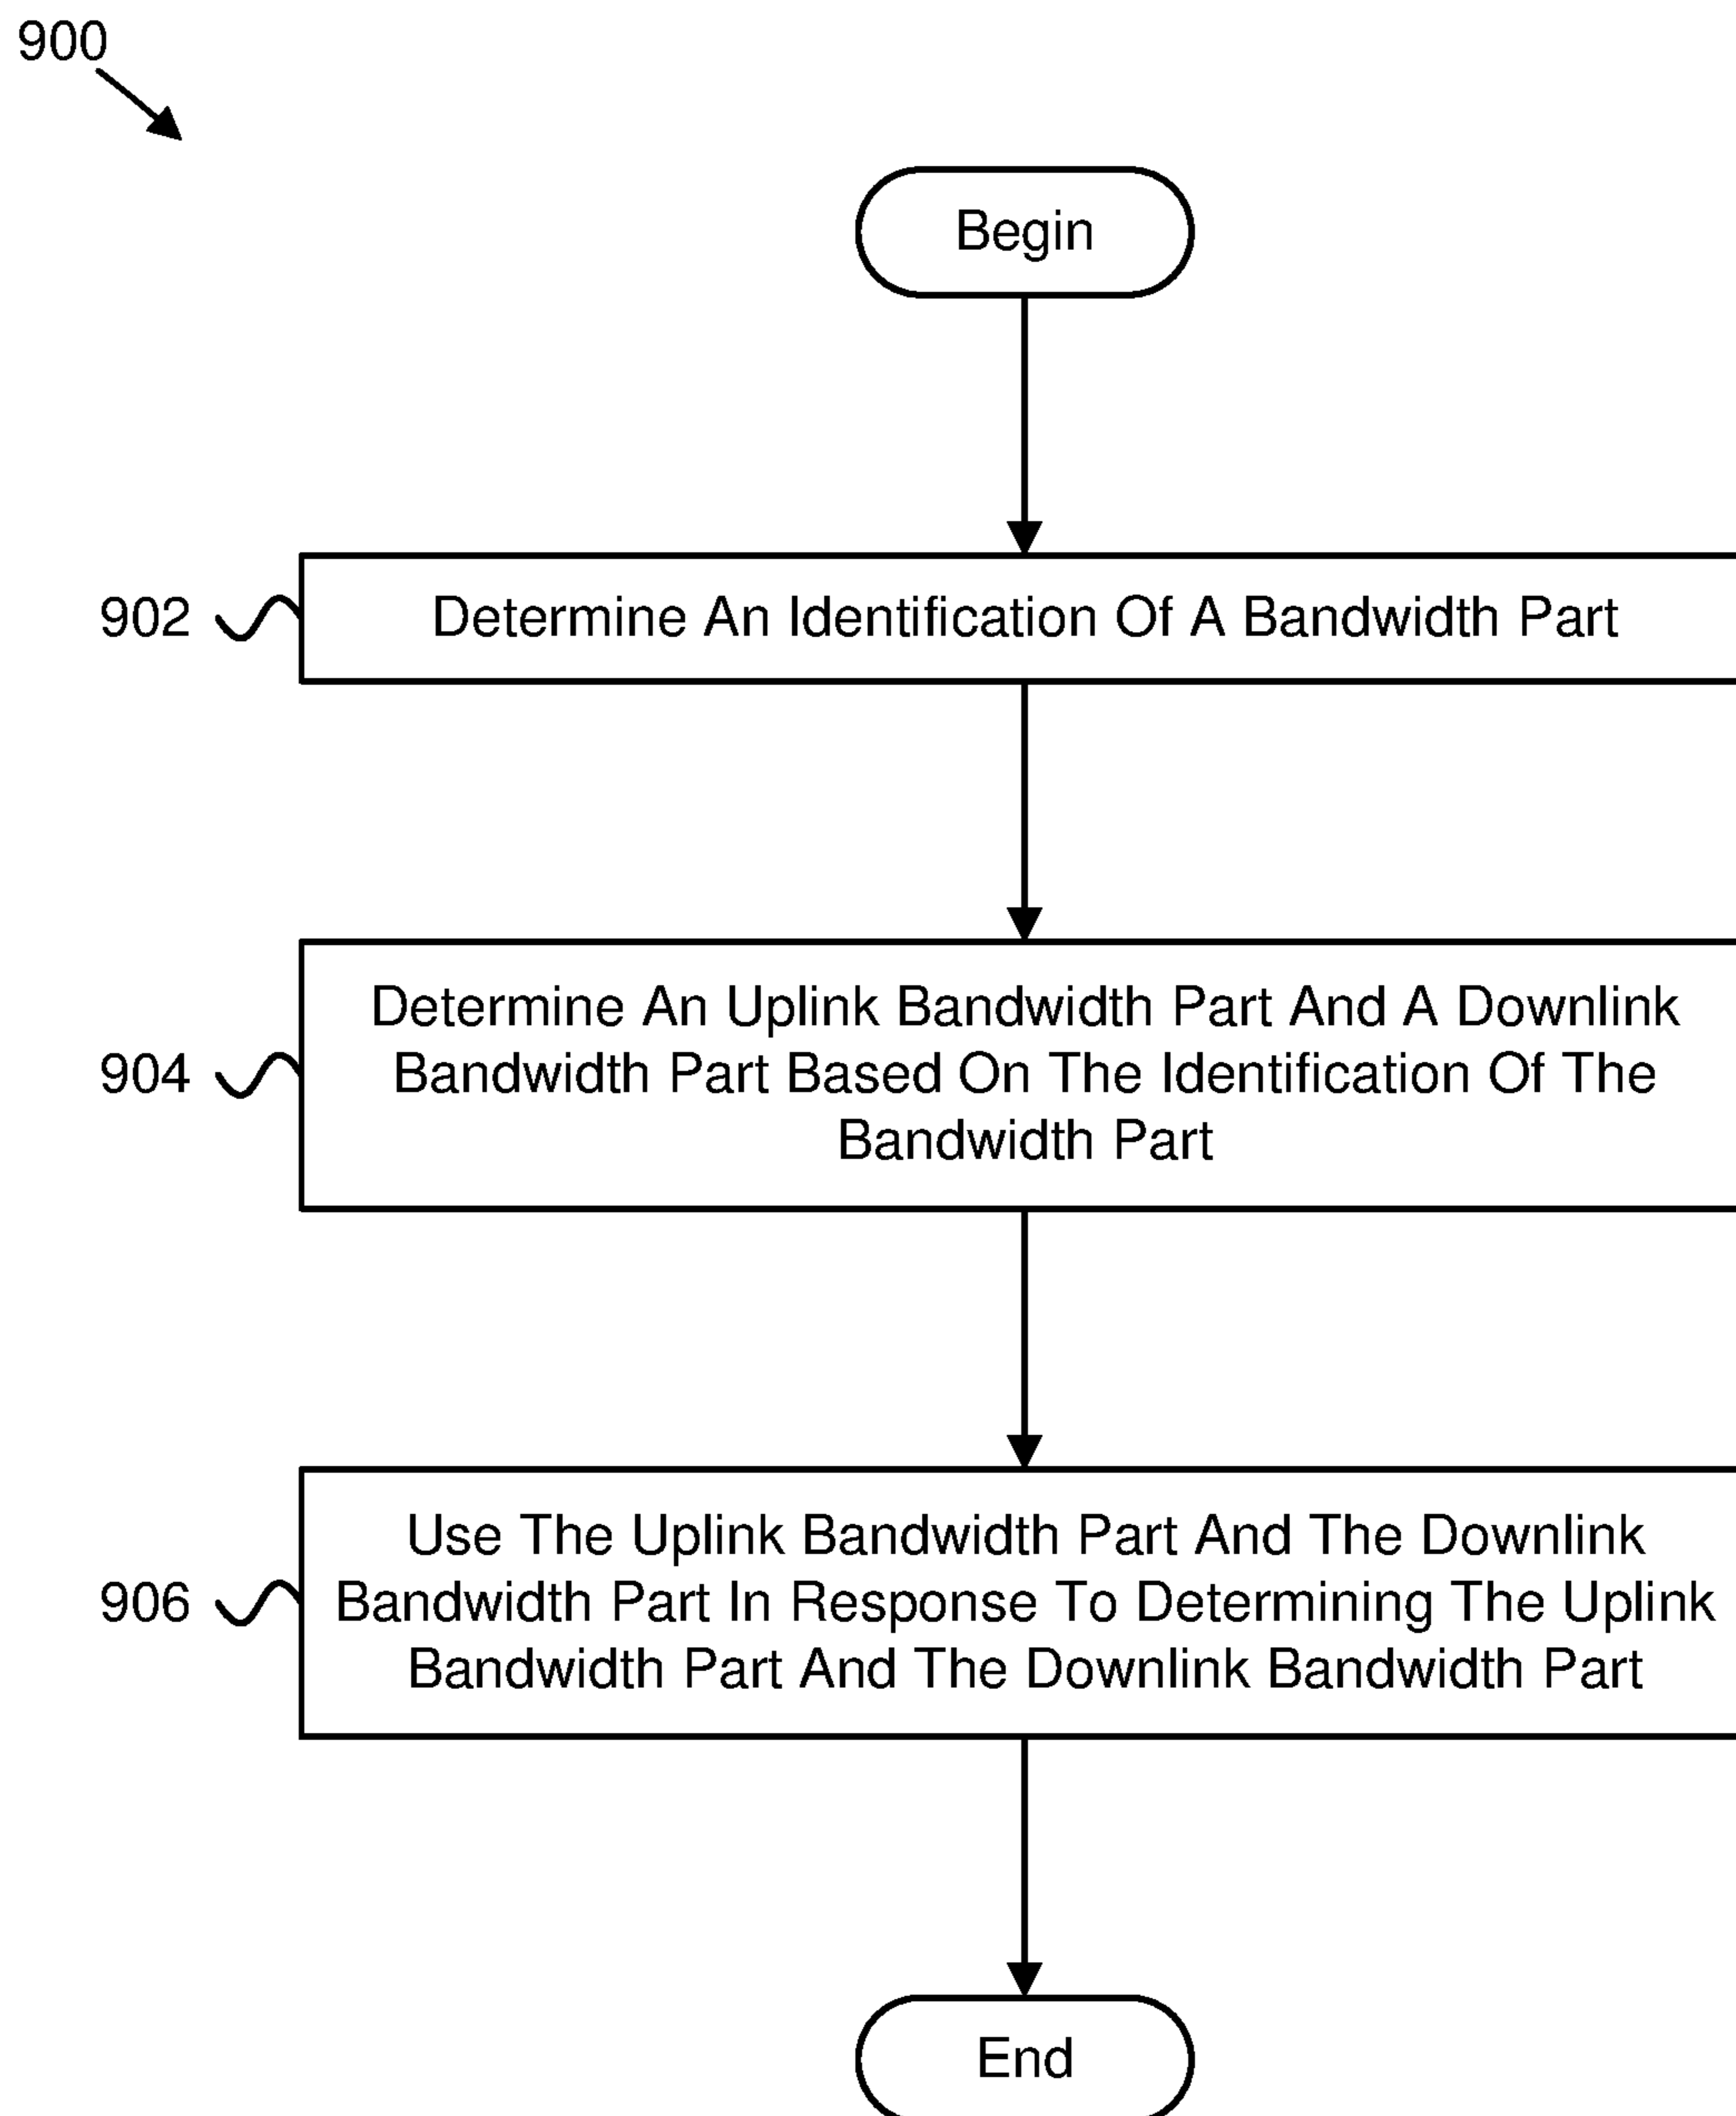 900
Begin
902
Determine An Identification Of A Bandwidth Part
904
Determine An Uplink Bandwidth Part And A Downlink
Bandwidth Part Based On The Identification Of The
Bandwidth Part
906
Use The Uplink Bandwidth Part And The Downlink
Bandwidth Part In Response To Determining The Uplink
Bandwidth Part And The Downlink Bandwidth Part
End